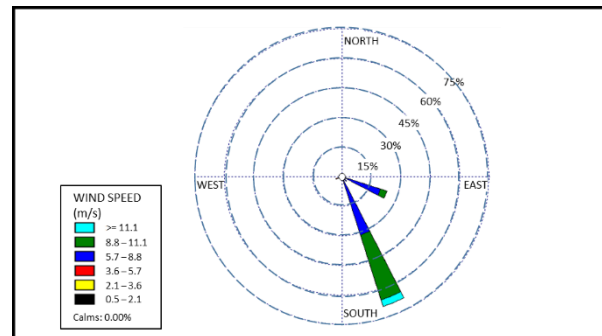 NORTH
75%
60%
45%
30%
15%
WEST
EAST
WIND SPEED
(m/s)
>= 11.1
8.8 – 11.1
5.7 – 8.8
3.6 – 5.7
2.1 – 3.6
0.5 – 2.1
Calms: 0.00%
SOUTH